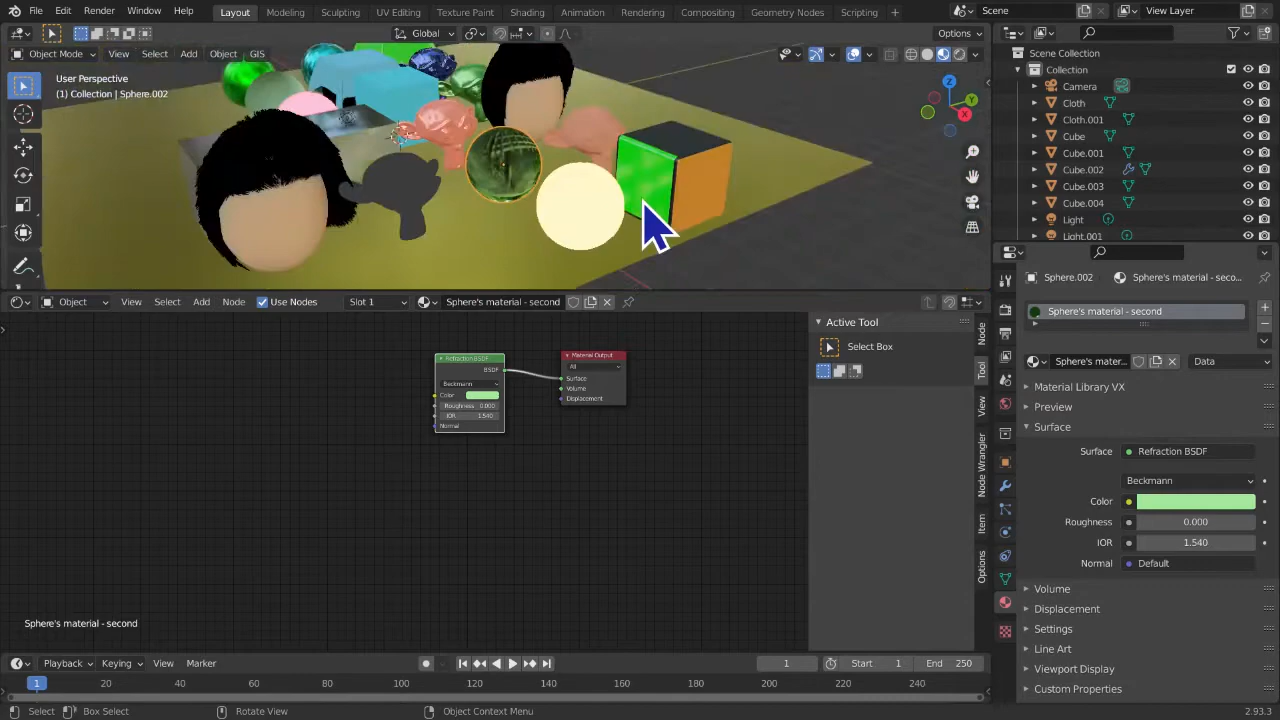 File Edit Render Window Help Layout Modeling Sculpting UV Editing Texture Paint Shading Animation Rendering Compositing Geometry Nodes Scripting Scene View Layer
Global Options
Object Mode View Select Add Object GIS
User Perspective
(1) Collection | Sphere.002
Z
Y
X
Scene Collection
Collection
Camera
Cloth
Cloth.001
Cube
Cube.001
Cube.002
Cube.003
Cube.004
Light
Light.001
Object View Select Add Node Use Nodes Slot 1 Sphere's material - second
Refraction BSDF
BSDF
Beckmann
Color
Roughness 0.000
IOR 1.540
Normal
Material Output
All
Surface
Volume
Displacement
Active Tool
Select Box
Node
Tool
View
Node Wrangler
Item
Options
Sphere's material - second
Sphere.002 Sphere's material - seco...
Sphere's material - second
Sphere's mater... Data
Material Library VX
Preview
Surface
Surface Refraction BSDF
Beckmann
Color
Roughness 0.000
IOR 1.540
Normal Default
Volume
Displacement
Settings
Line Art
Viewport Display
Custom Properties
Playback Keying View Marker 1 Start 1 End 250
1 20 40 60 80 100 120 140 160 180 200 220 240
Select Box Select Rotate View Object Context Menu 2.93.3